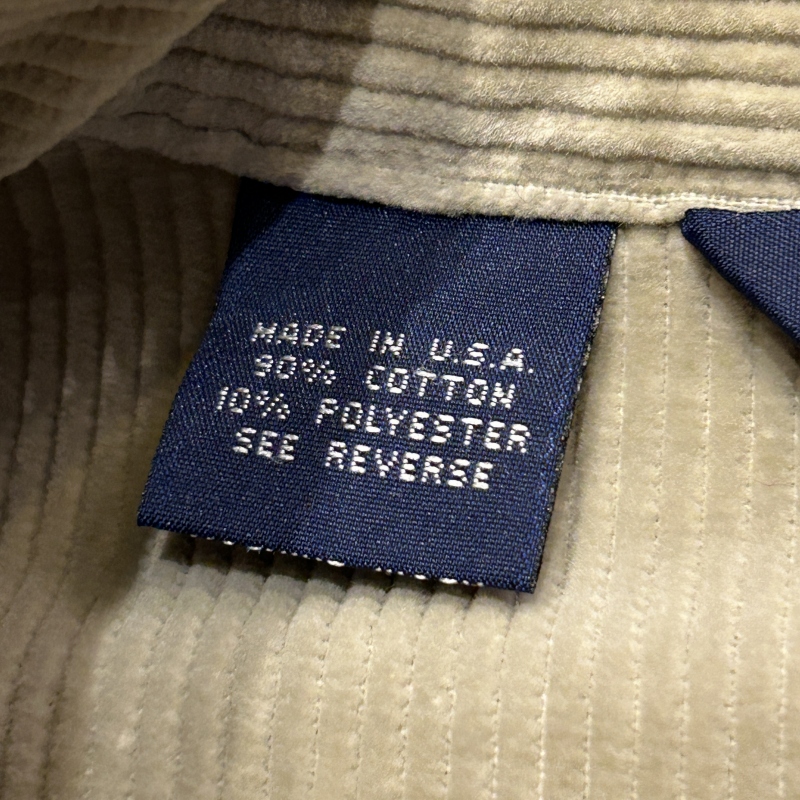 MADE IN U.S.A.
90% COTTON
10% POLYESTER
SEE REVERSE